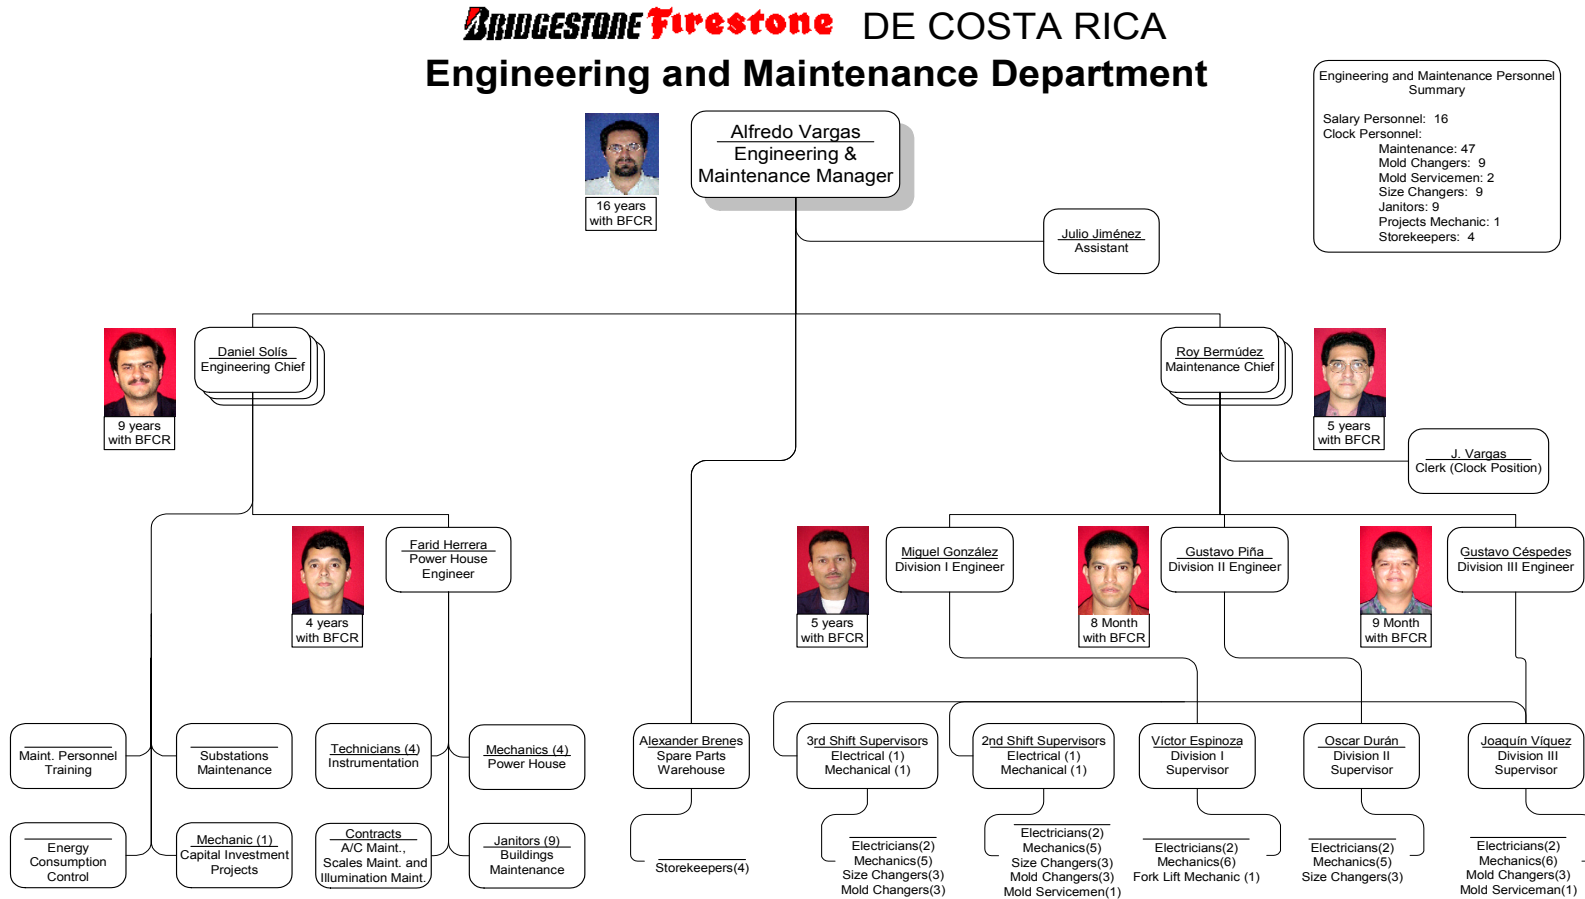 BRIDGESTONE Firestone DE COSTA RICA
Engineering and Maintenance Department
Engineering and Maintenance Personnel
Summary
Salary Personnel: 16
Clock Personnel:
Maintenance: 47
Mold Changers: 9
Mold Servicemen: 2
Size Changers: 9
Janitors: 9
Projects Mechanic: 1
Storekeepers: 4
Alfredo Vargas
Engineering &
Maintenance Manager
16 years
with BFCR
Julio Jiménez
Assistant
Daniel Solís
Engineering Chief
9 years
with BFCR
Roy Bermúdez
Maintenance Chief
5 years
with BFCR
J. Vargas
Clerk (Clock Position)
Farid Herrera
Power House
Engineer
4 years
with BFCR
Miguel González
Division I Engineer
5 years
with BFCR
Gustavo Piña
Division II Engineer
8 Month
with BFCR
Gustavo Céspedes
Division III Engineer
9 Month
with BFCR
Maint. Personnel
Training
Substations
Maintenance
Technicians (4)
Instrumentation
Mechanics (4)
Power House
Alexander Brenes
Spare Parts
Warehouse
3rd Shift Supervisors
Electrical (1)
Mechanical (1)
2nd Shift Supervisors
Electrical (1)
Mechanical (1)
Víctor Espinoza
Division I
Supervisor
Oscar Durán
Division II
Supervisor
Joaquín Víquez
Division III
Supervisor
Energy
Consumption
Control
Mechanic (1)
Capital Investment
Projects
Contracts
A/C Maint.,
Scales Maint. and
Illumination Maint.
Janitors (9)
Buildings
Maintenance
Storekeepers(4)
Electricians(2)
Mechanics(5)
Size Changers(3)
Mold Changers(3)
Electricians(2)
Mechanics(5)
Size Changers(3)
Mold Changers(3)
Mold Servicemen(1)
Electricians(2)
Mechanics(6)
Fork Lift Mechanic (1)
Electricians(2)
Mechanics(5)
Size Changers(3)
Electricians(2)
Mechanics(6)
Mold Changers(3)
Mold Serviceman(1)